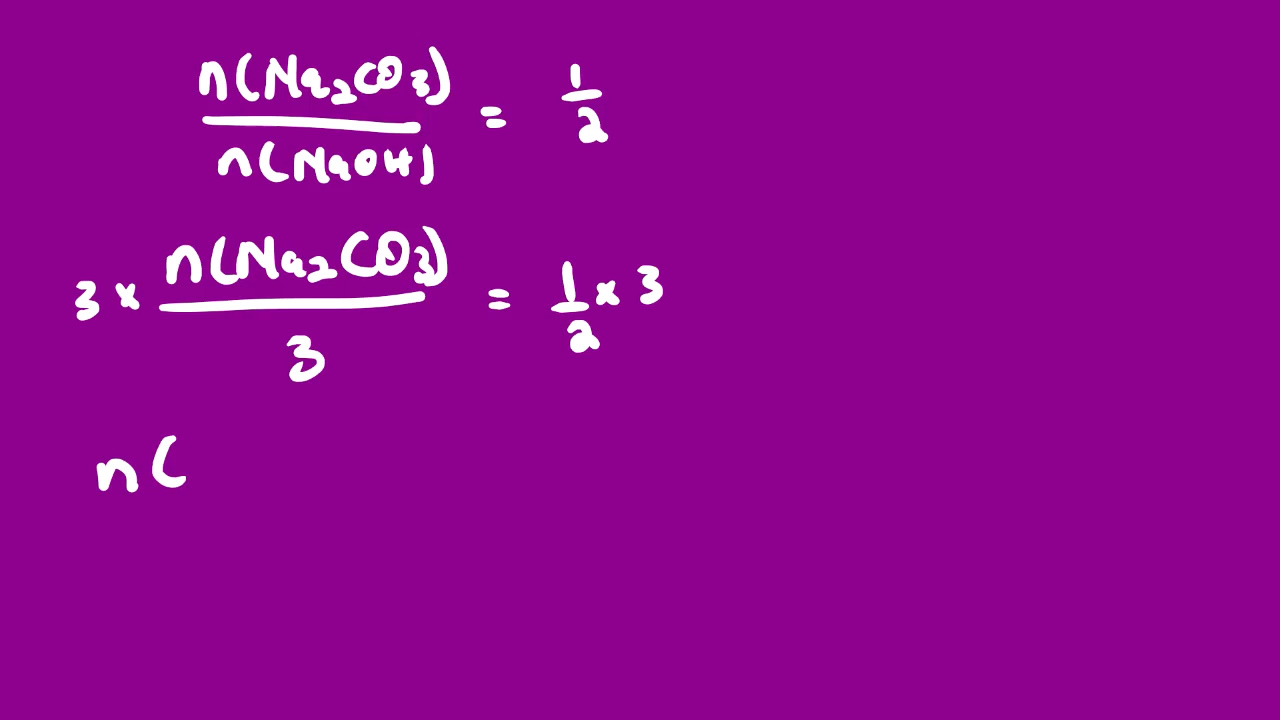 n(Na₂CO₃)/n(NaOH) = 1/2
3 × n(Na₂CO₃)/3 = 1/2 × 3
n(